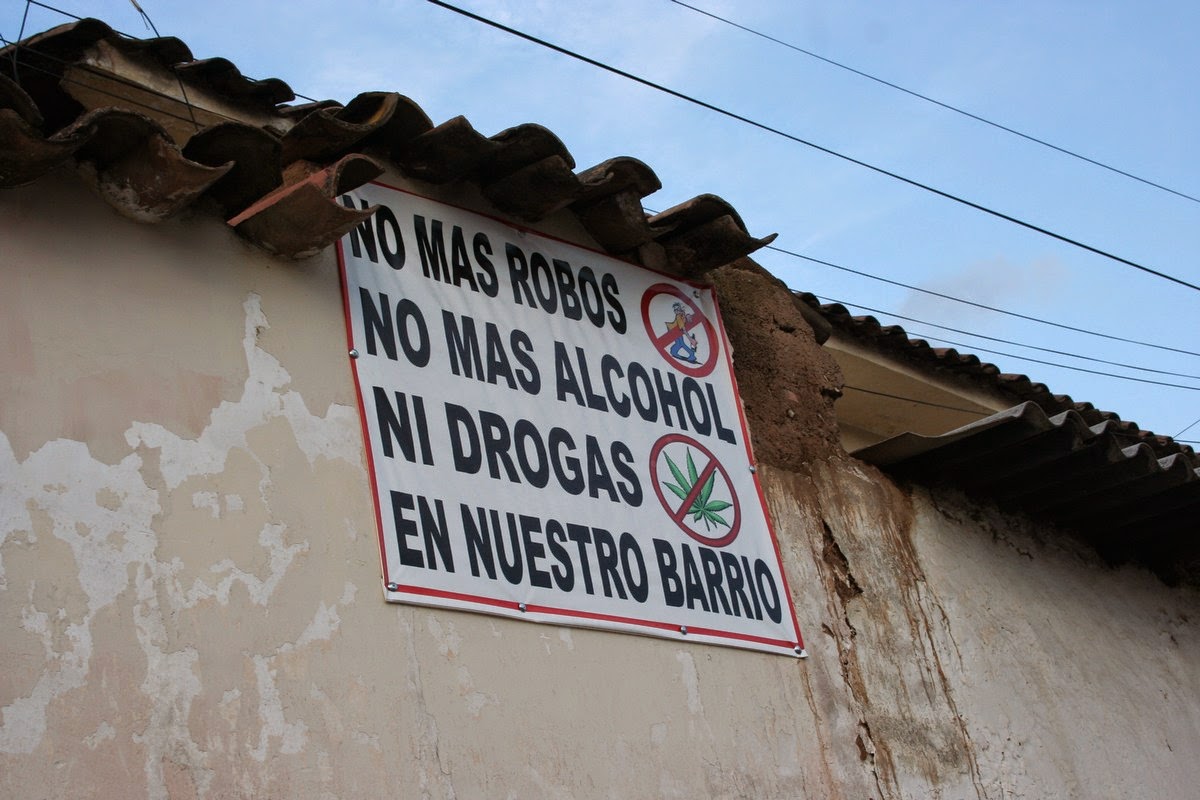 NO MAS ROBOS
NO MAS ALCOHOL
NI DROGAS
EN NUESTRO BARRIO